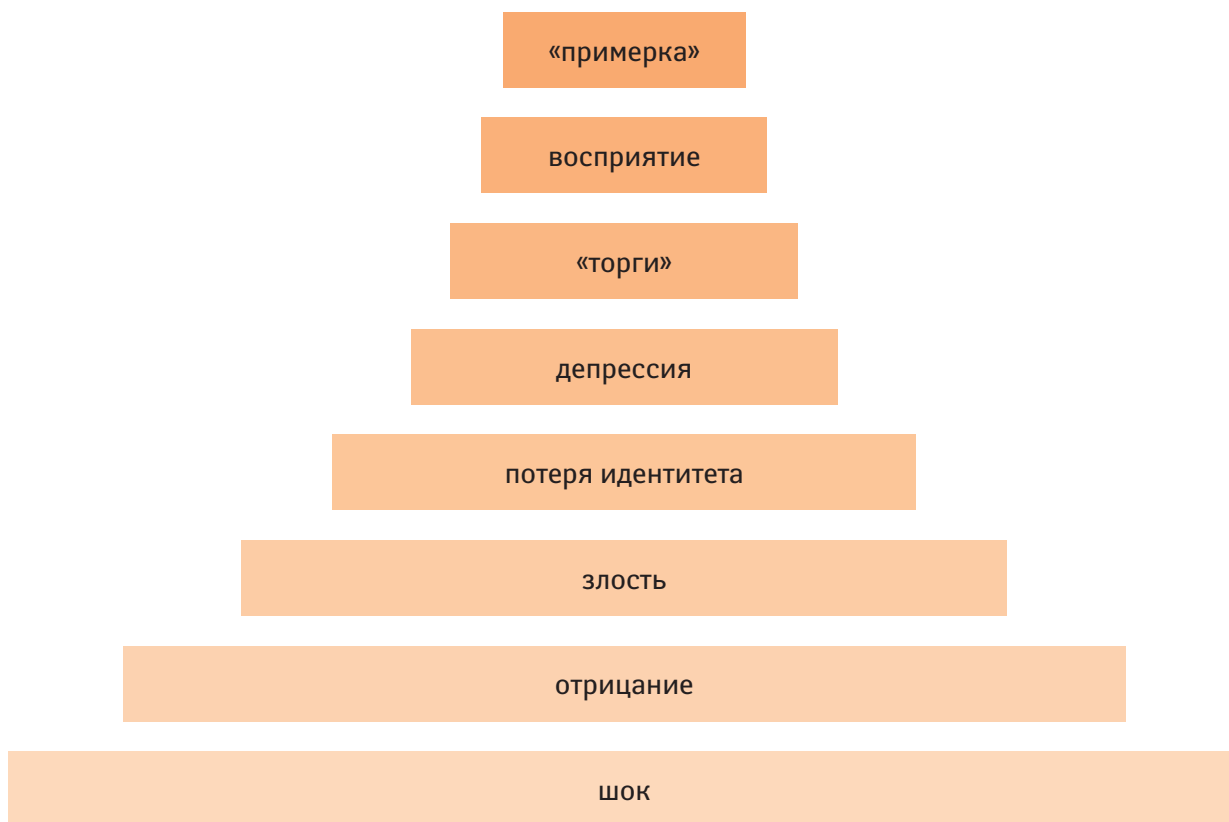 «примерка»
восприятие
«торги»
депрессия
потеря идентитета
злость
отрицание
шок